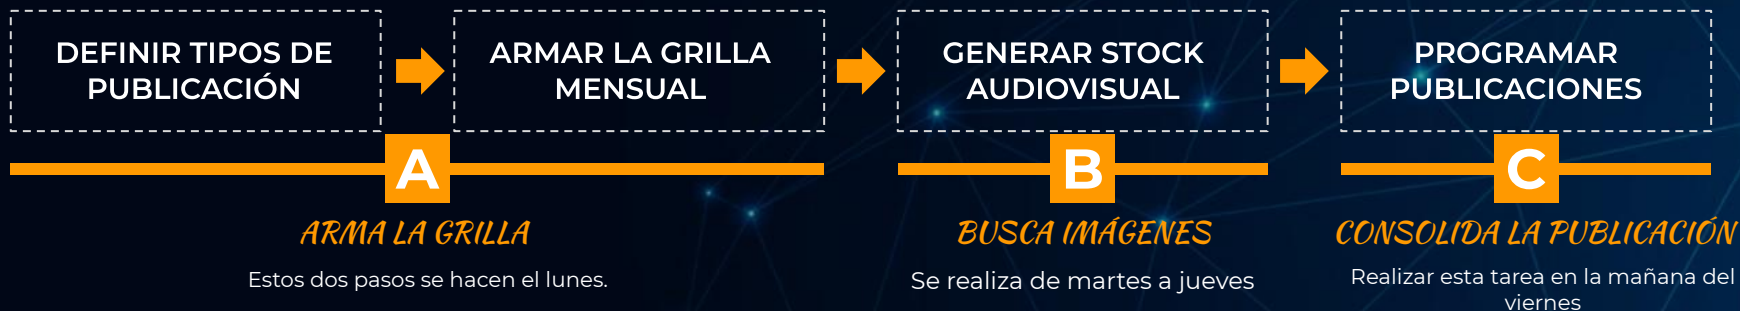 DEFINIR TIPOS DE
PUBLICACIÓN
ARMAR LA GRILLA
MENSUAL
GENERAR STOCK
AUDIOVISUAL
PROGRAMAR
PUBLICACIONES
A
B
C
ARMA LA GRILLA
BUSCA IMÁGENES
CONSOLIDA LA PUBLICACIÓN
Estos dos pasos se hacen el lunes.
Se realiza de martes a jueves
Realizar esta tarea en la mañana del
viernes